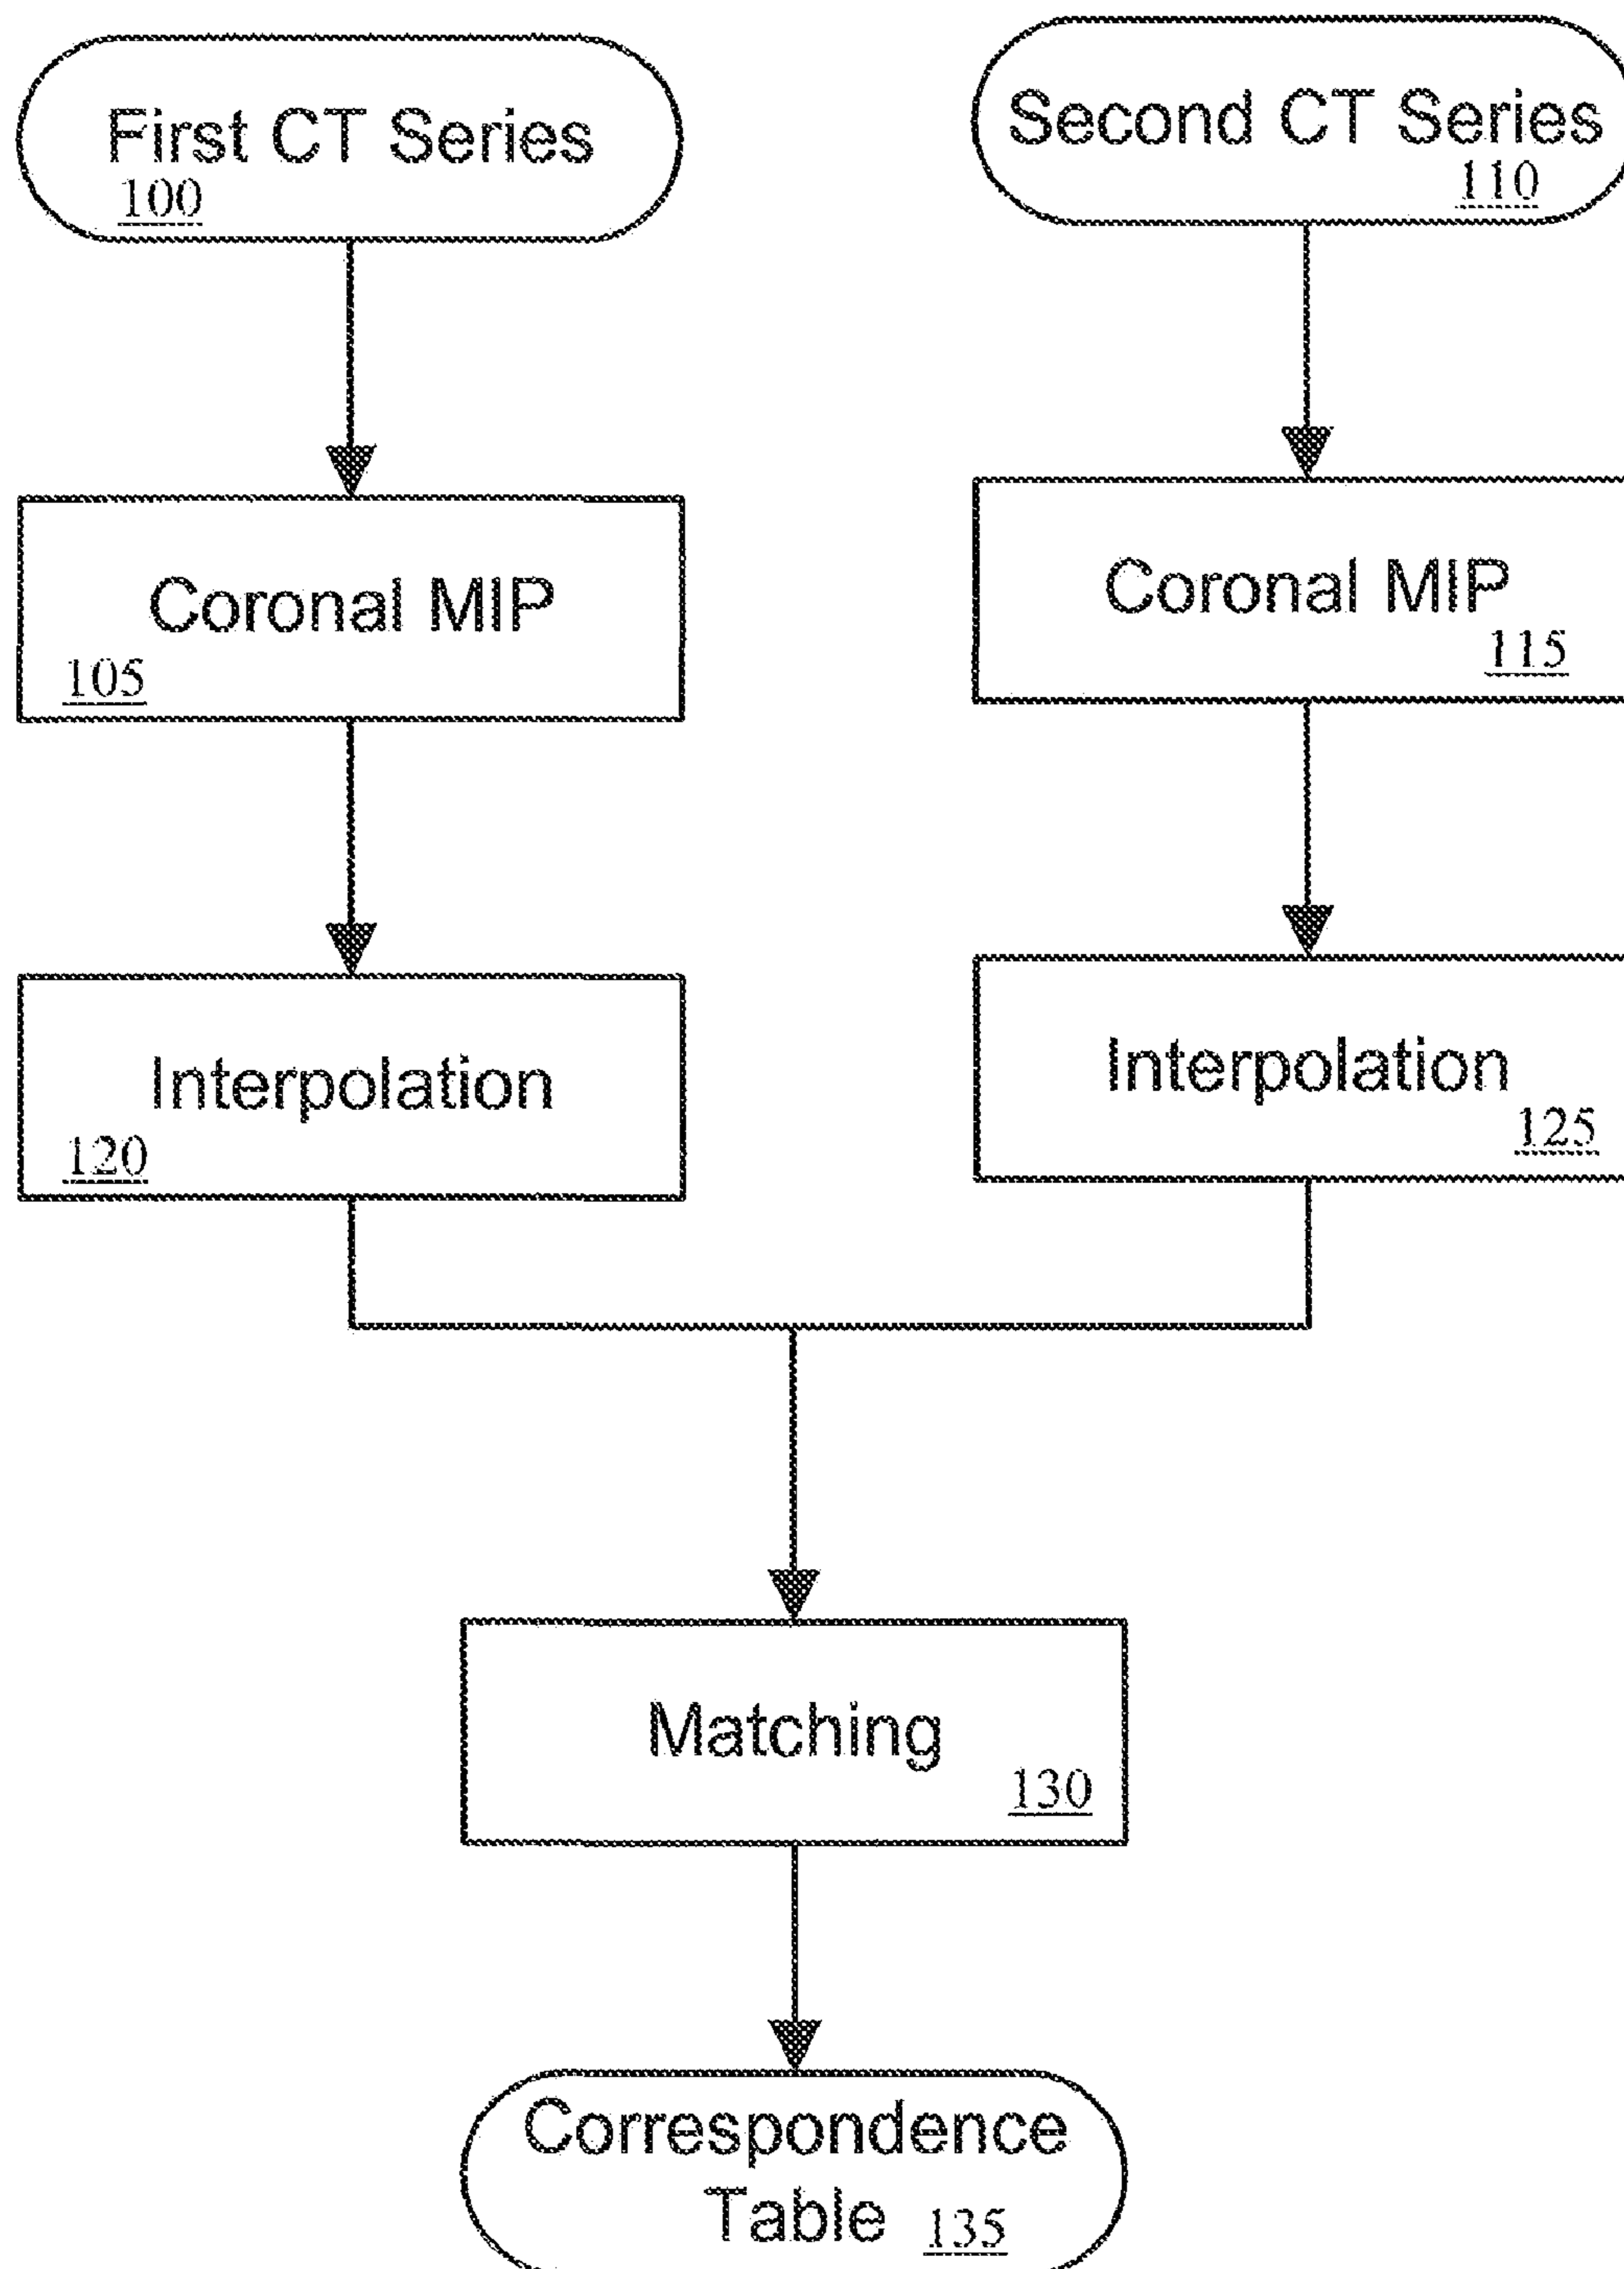 First CT Series
100
Second CT Series
110
Coronal MIP
105
Coronal MIP
115
Interpolation
120
Interpolation
125
Matching
130
Correspondence
Table 135